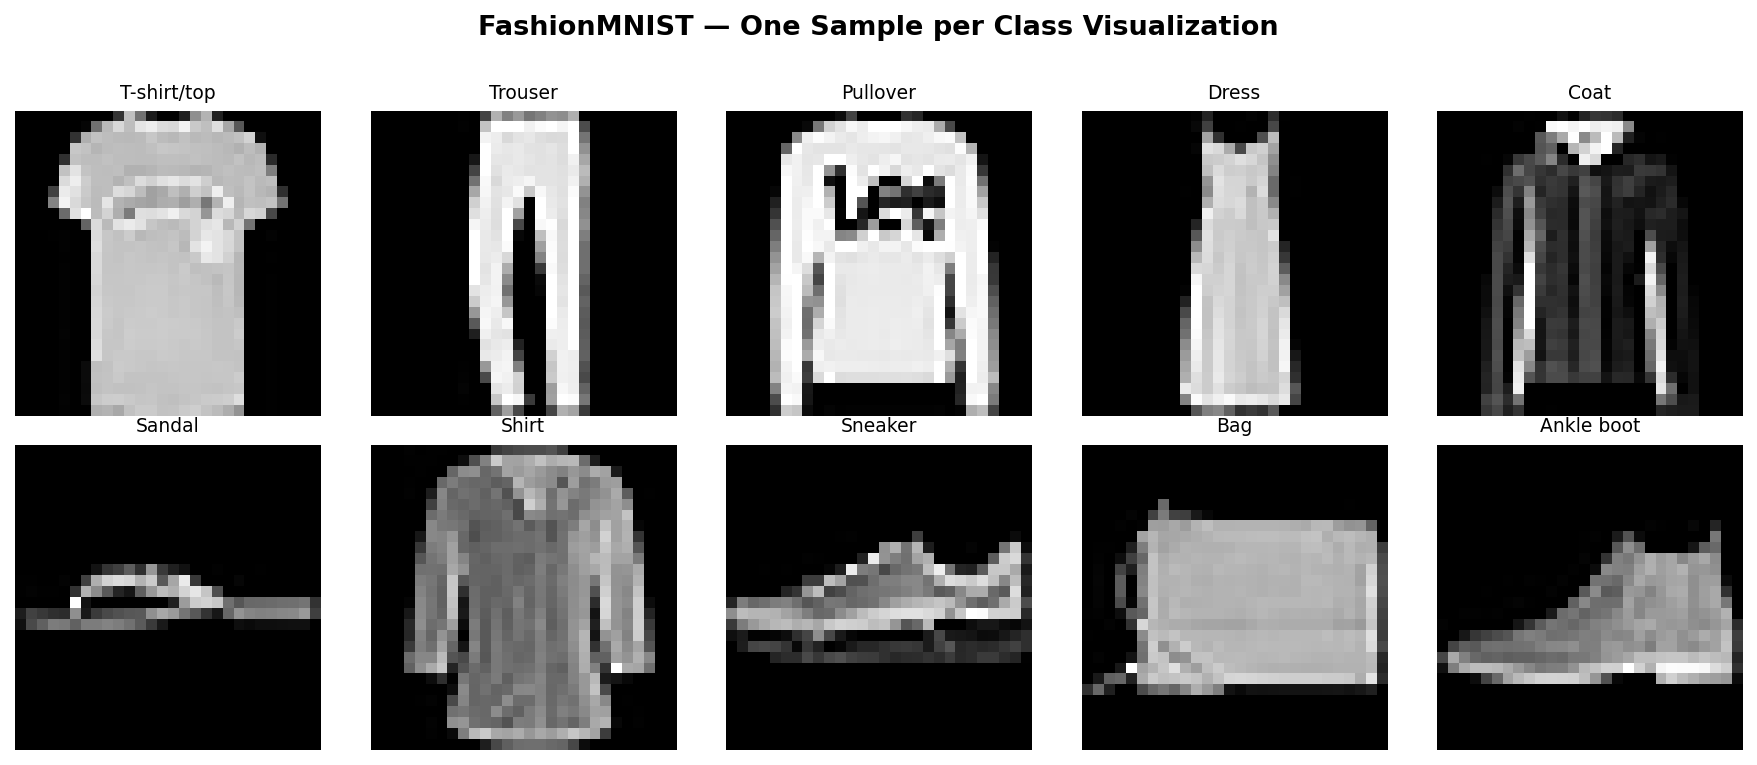 FashionMNIST — One Sample per Class Visualization
T-shirt/top
Trouser
Pullover
Dress
Coat
Sandal
Shirt
Sneaker
Bag
Ankle boot